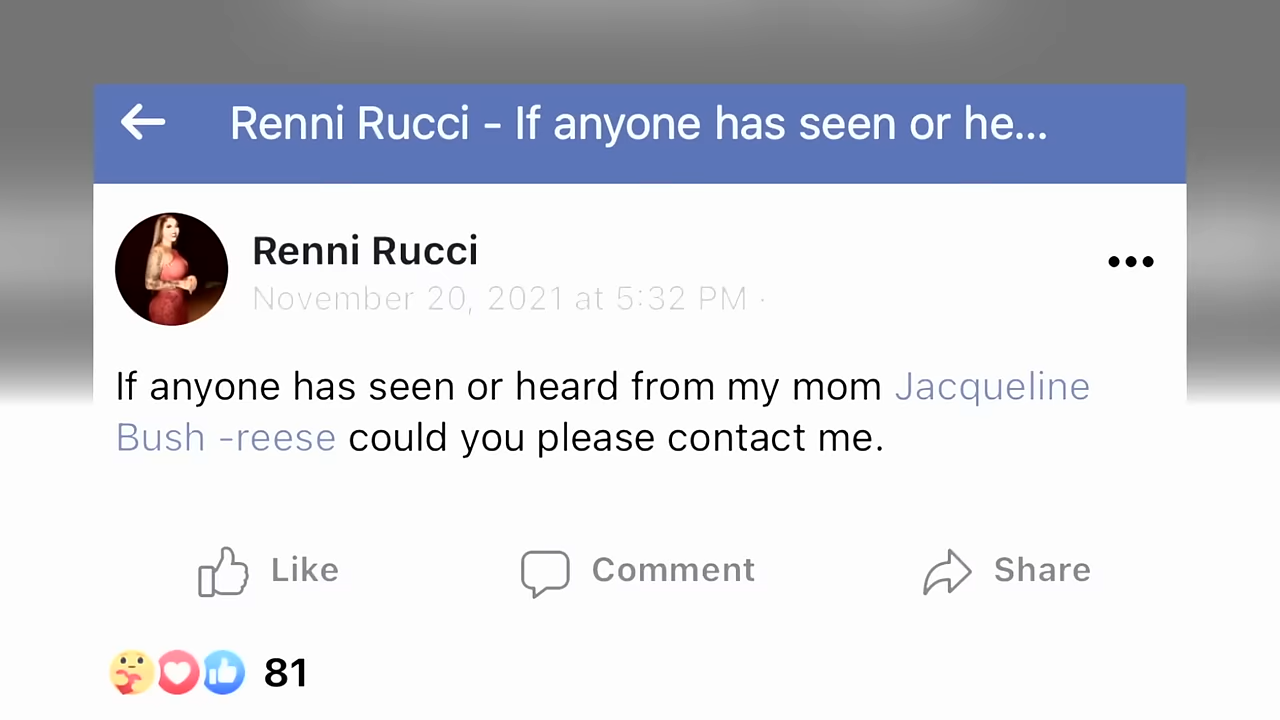 Renni Rucci - If anyone has seen or he...
Renni Rucci
November 20, 2021 at 5:32 PM ·
If anyone has seen or heard from my mom Jacqueline
Bush -reese could you please contact me.
Like Comment Share
81